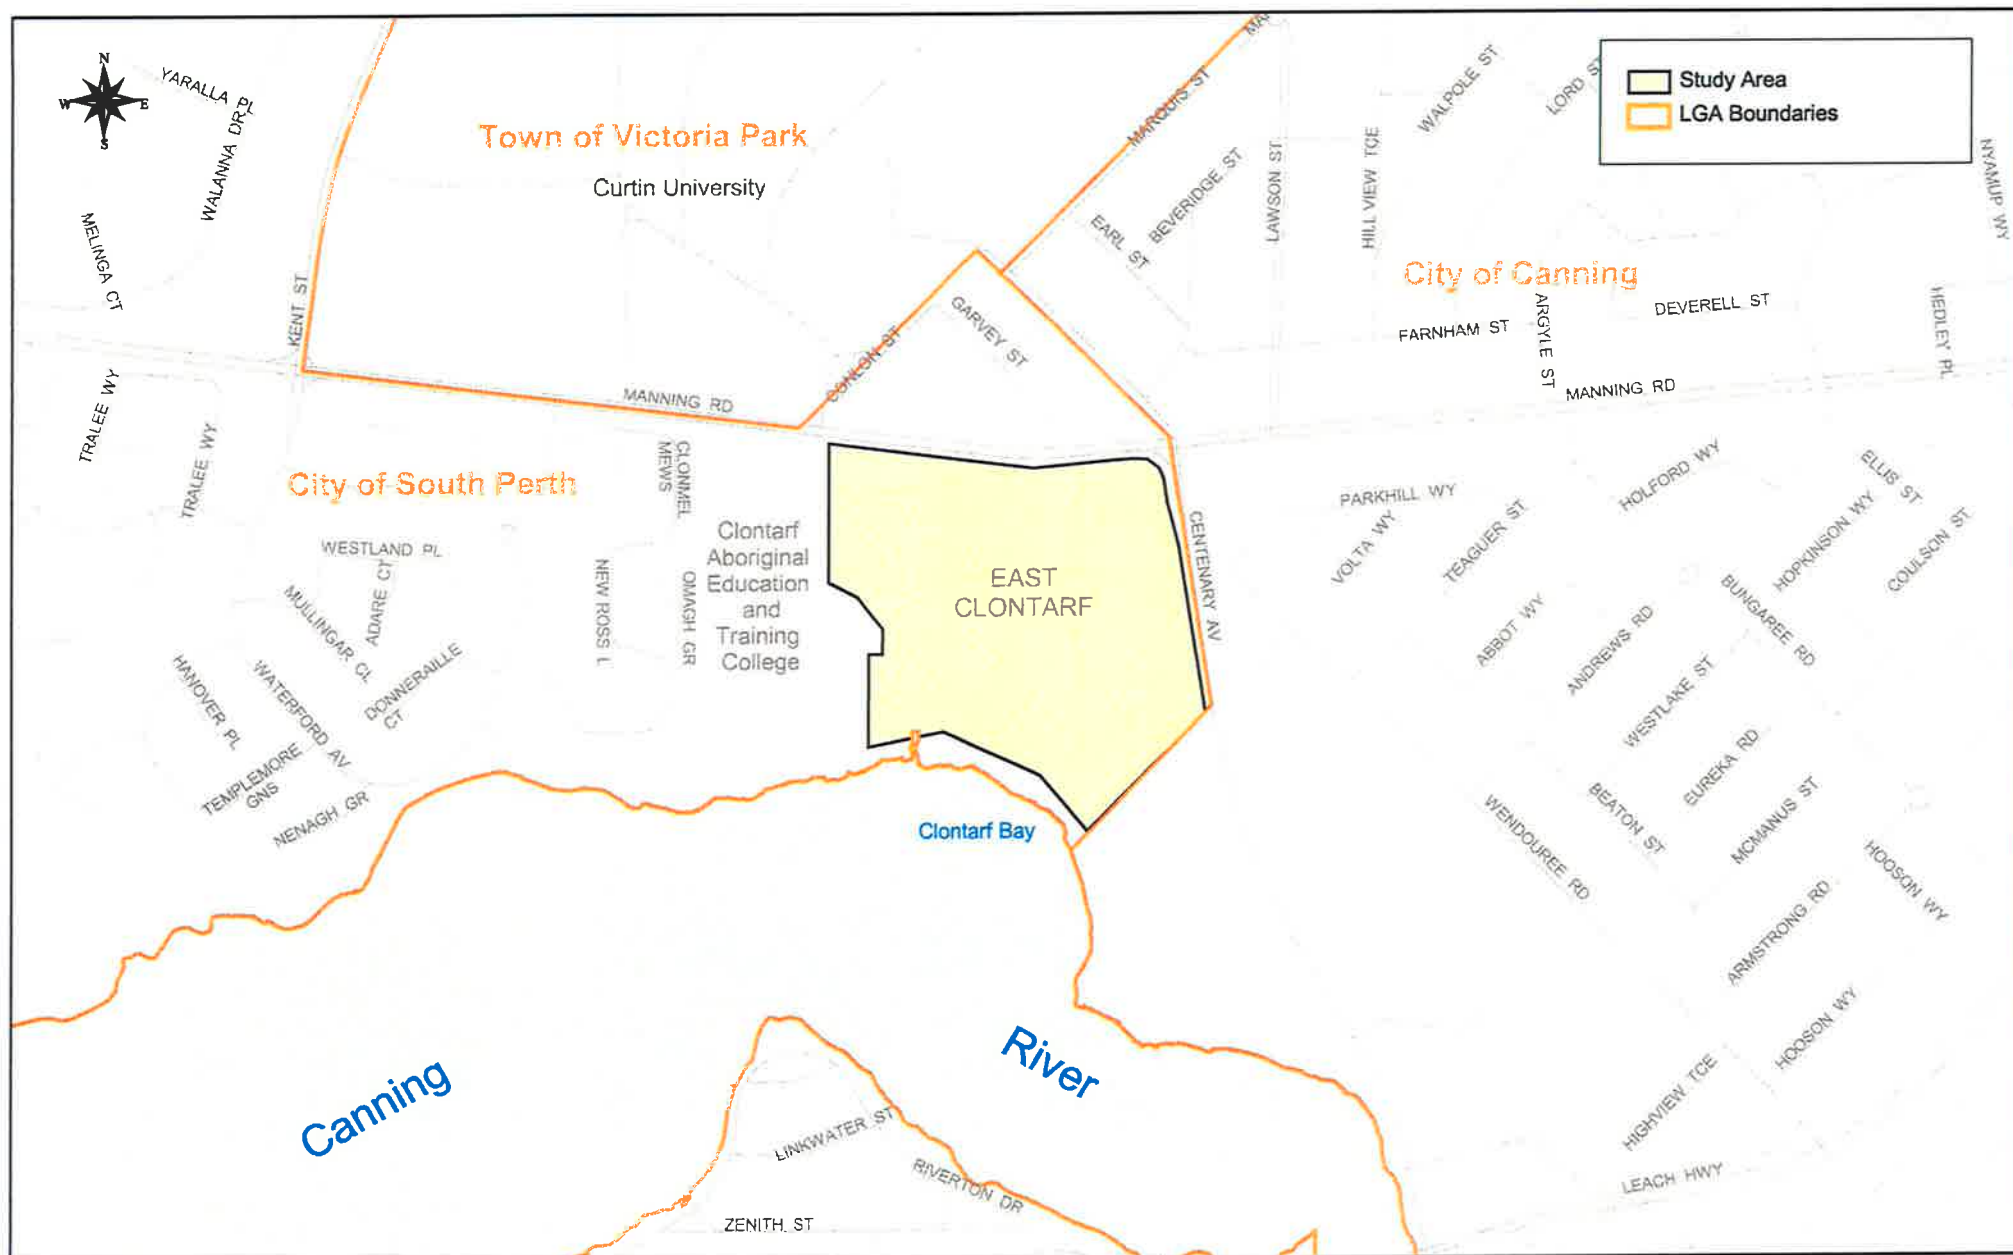 N
W
E
S
YARALLA PL
WALANNA DR
MELINGA CT
KENT ST
TRALEE WY
TRALEE WY
Town of Victoria Park
Curtin University
MARQUIS ST
BEVERIDGE ST
EARL ST
LAWSON ST
HILL VIEW TCE
WALPOLE ST
LORD ST
Study Area
LGA Boundaries
NYAMUP WY
City of Canning
FARNHAM ST
ARGYLE ST
DEVERELL ST
HEDLEY PL
MANNING RD
GARVEY ST
CONLON ST
MANNING RD
City of South Perth
CLONMEL
MEWS
Clontarf
Aboriginal
Education
and
Training
College
EAST
CLONTARF
CENTENARY AV
WESTLAND PL
ADARE CT
MULLINGAR CL
DONNERAILLE
CT
HANOVER PL
WATERFORD AV
TEMPLEMORE
GNS
NENAGH GR
NEW ROSS L
OMAGH GR
PARKHILL WY
VOLTA WY
TEAGUER ST
HOLFORD WY
ELLIS ST
HOPKINSON WY
COULSON ST
BUNGAREE RD
ABBOT WY
ANDREWS RD
WESTLAKE ST
EUREKA RD
BEATON ST
WENDOUREE RD
MCMANUS ST
HOOSON WY
ARMSTRONG RD
HOOSON WY
HIGHVIEW TCE
LEACH HWY
Clontarf Bay
Canning
River
LINKWATER ST
RIVERTON DR
ZENITH ST